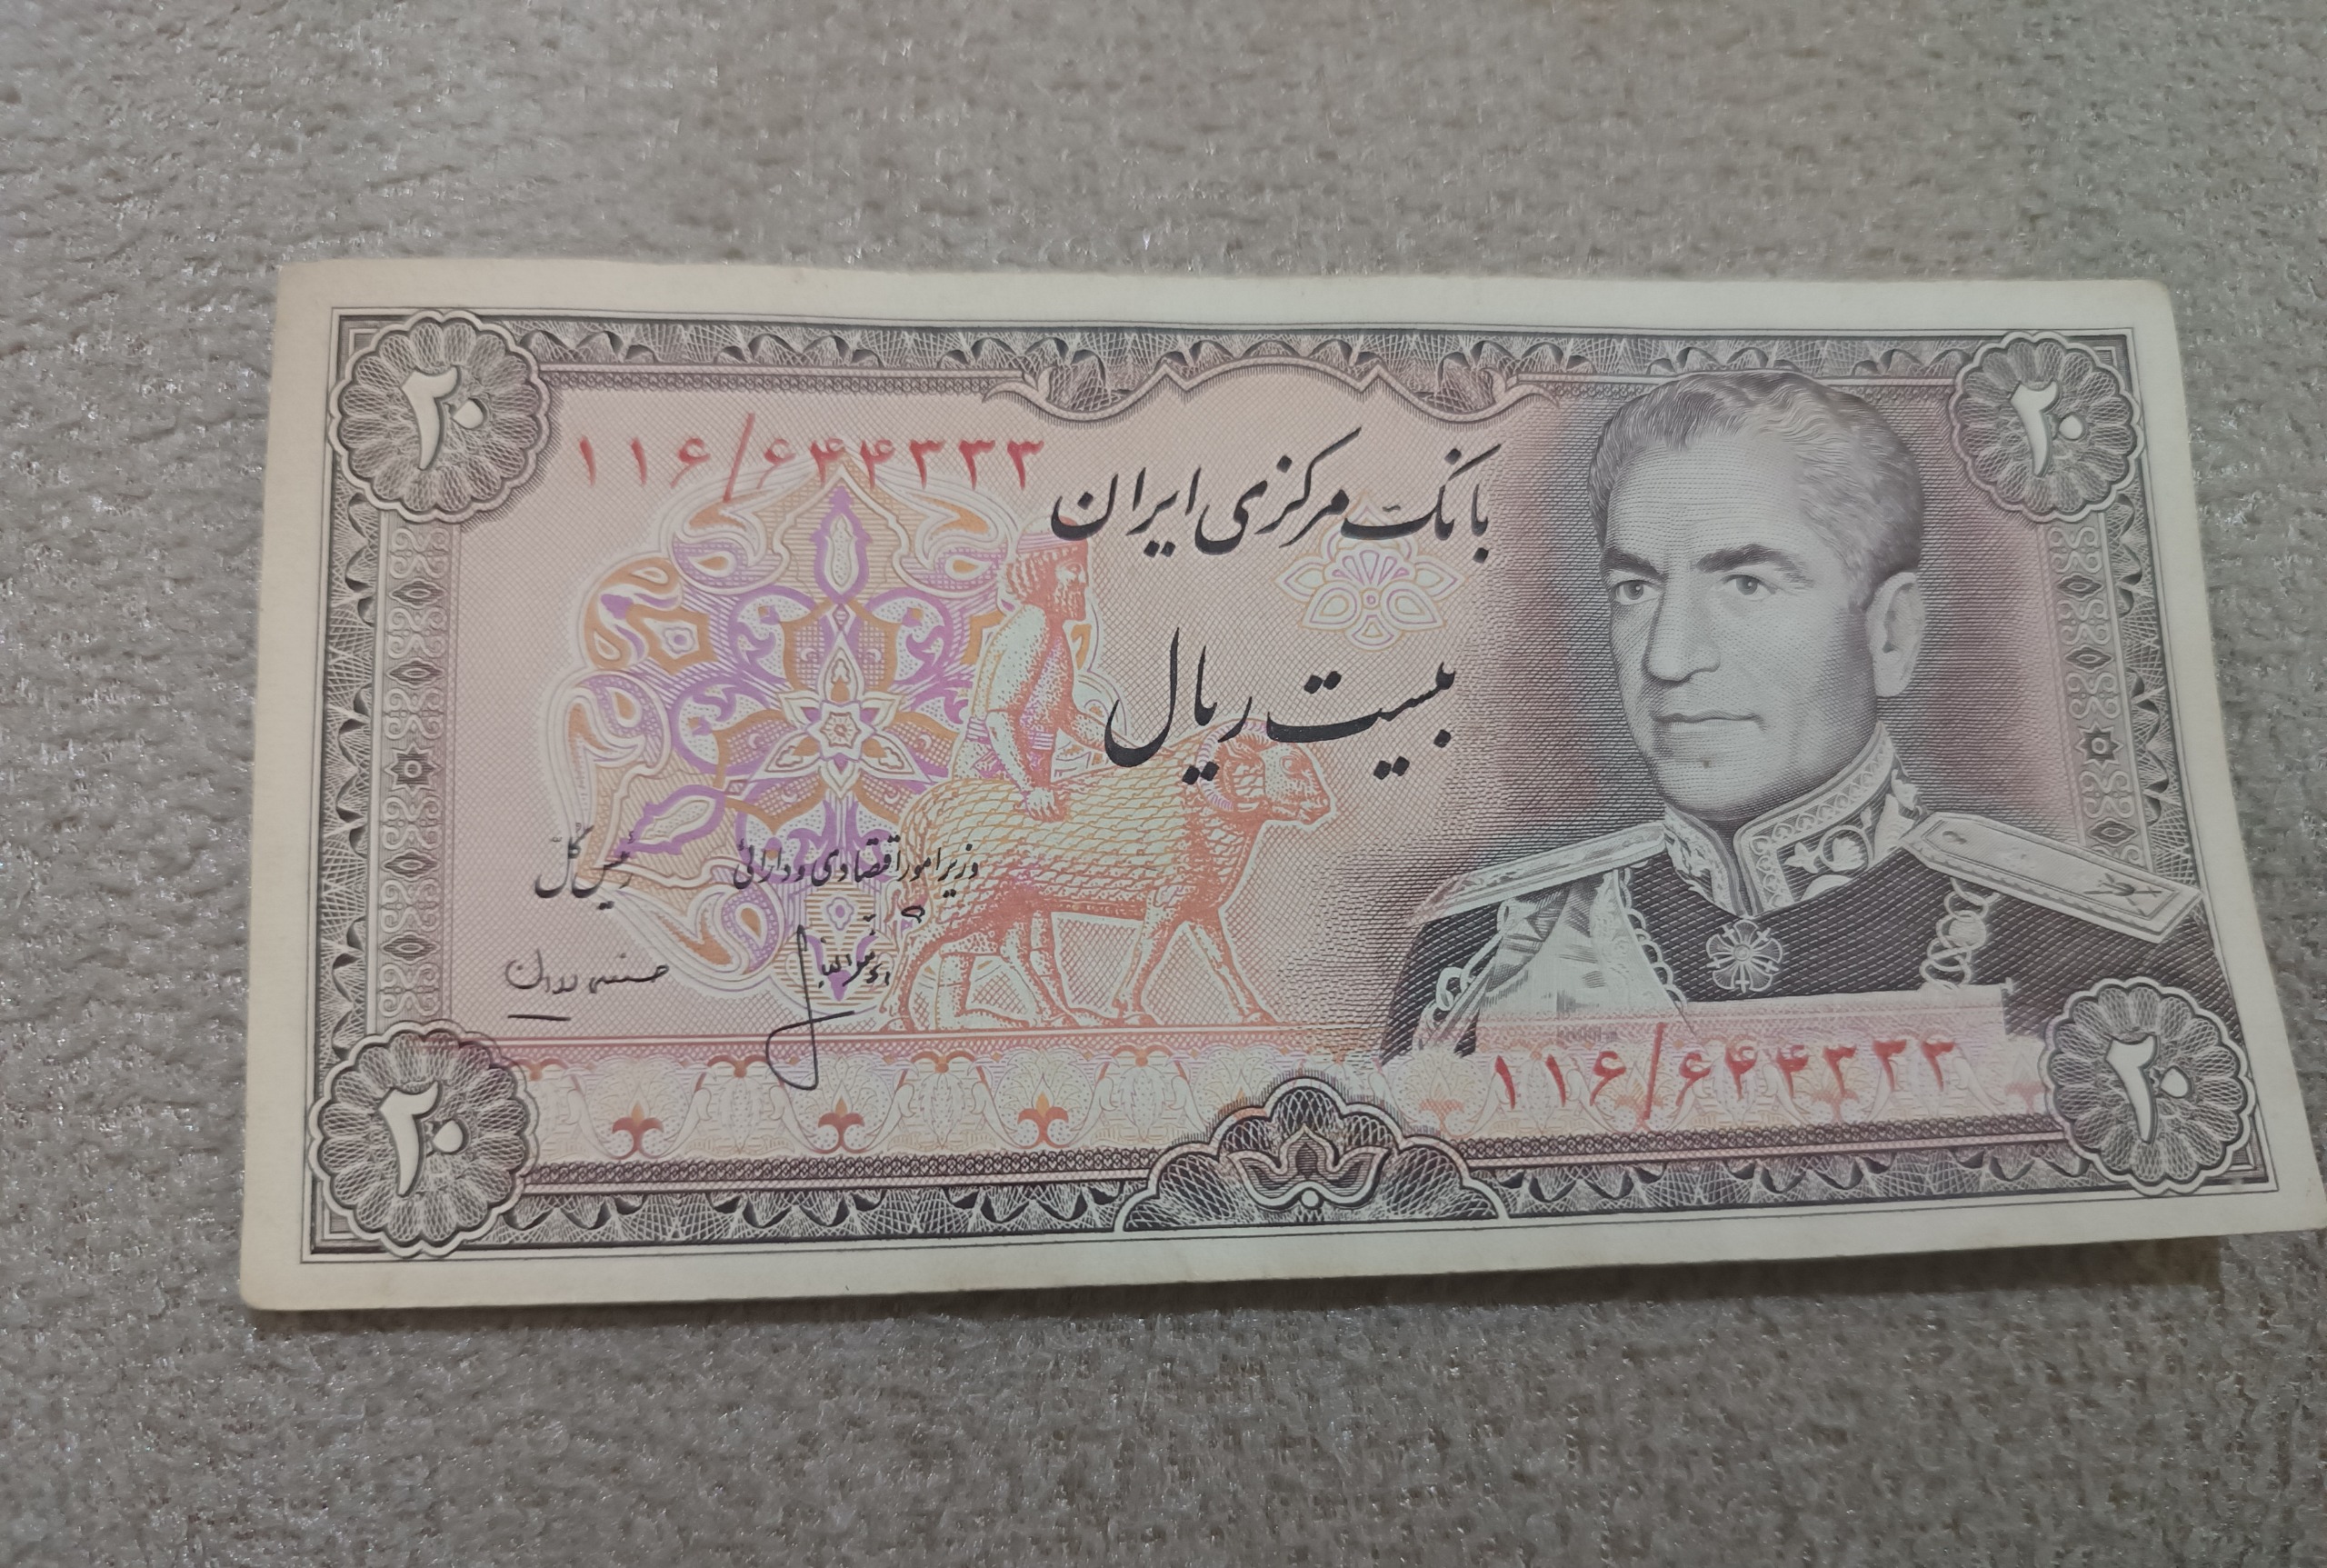 ۲۰
۲۰
۱۱۶/۶۴۴۳۳۳
بانک مرکزی ایران
بیست ریال
وزیر امور اقتصادی و دارائی
رئیس کل
۱۱۶/۶۴۴۳۳۳
۲۰
۲۰